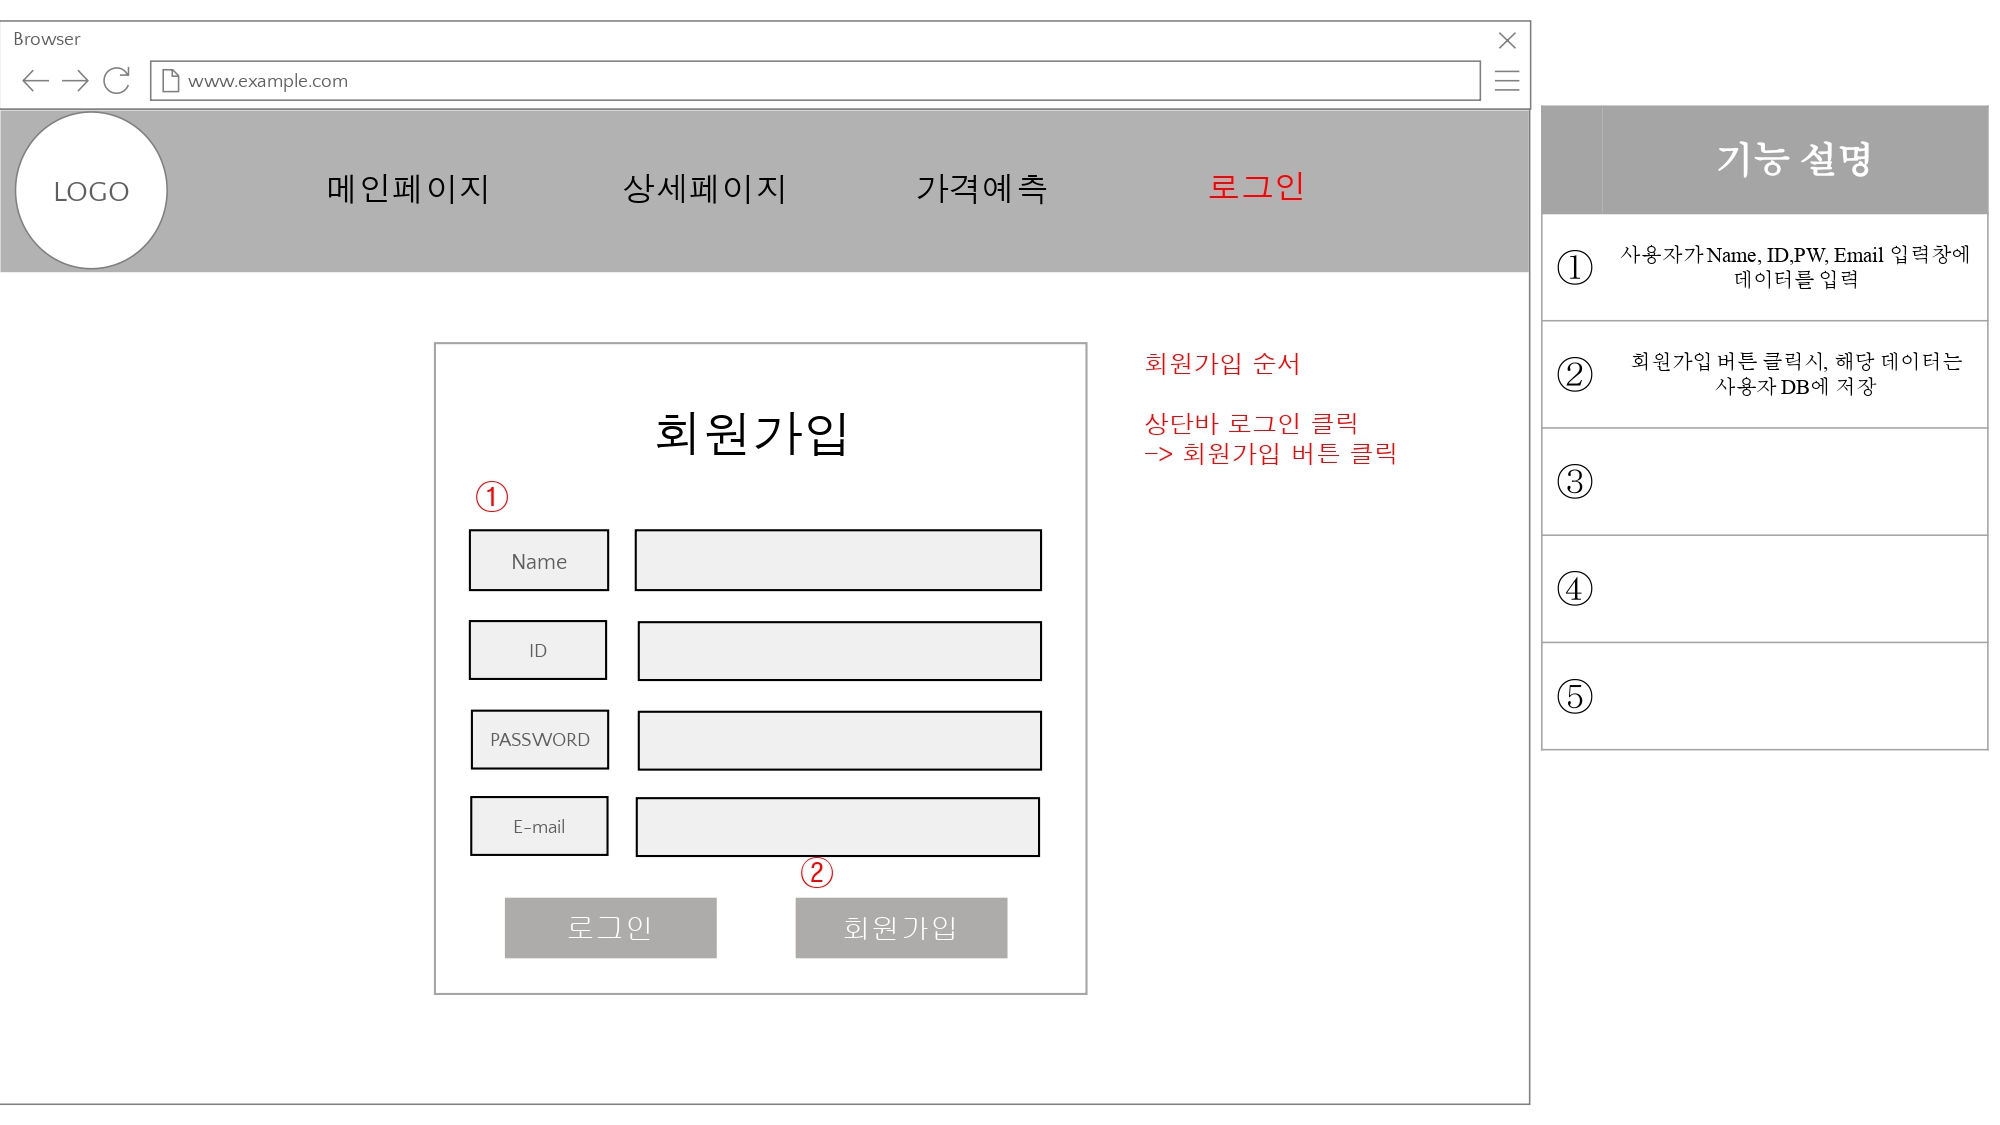 Browser
www.example.com
LOGO
메인페이지
상세페이지
가격예측
로그인
회원가입
①
Name
ID
PASSWORD
E-mail
②
로그인
회원가입
회원가입 순서
상단바 로그인 클릭
-> 회원가입 버튼 클릭
기능 설명
①
사용자가 Name, ID,PW, Email 입력창에
데이터를 입력
②
회원가입 버튼 클릭시, 해당 데이터는
사용자 DB에 저장
③
④
⑤